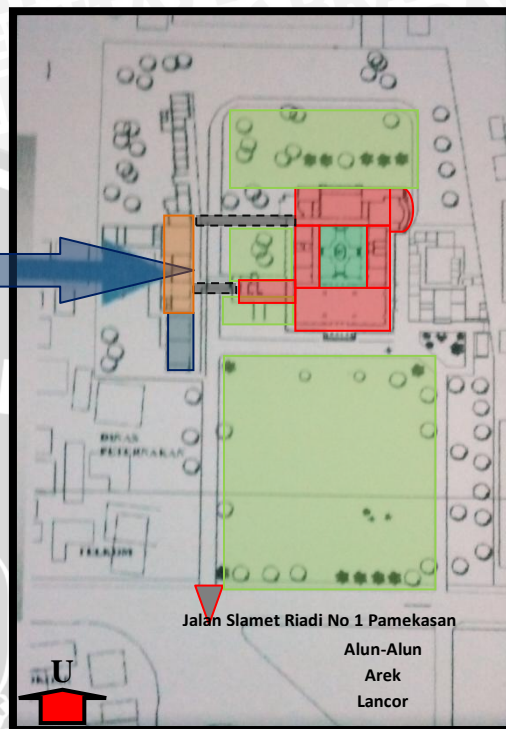 DINAS
PETERNAKAN
TELKOM
Jalan Slamet Riadi No 1 Pamekasan
Alun-Alun
Arek
Lancor
U